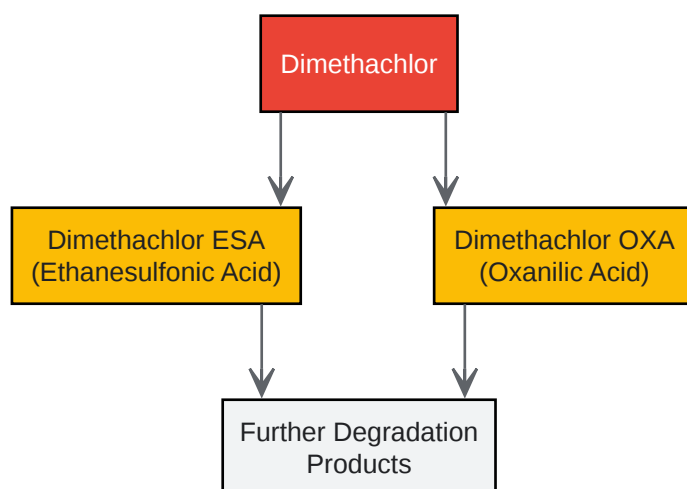 Dimethachlor
Dimethachlor ESA
(Ethanesulfonic Acid)
Dimethachlor OXA
(Oxanilic Acid)
Further Degradation
Products